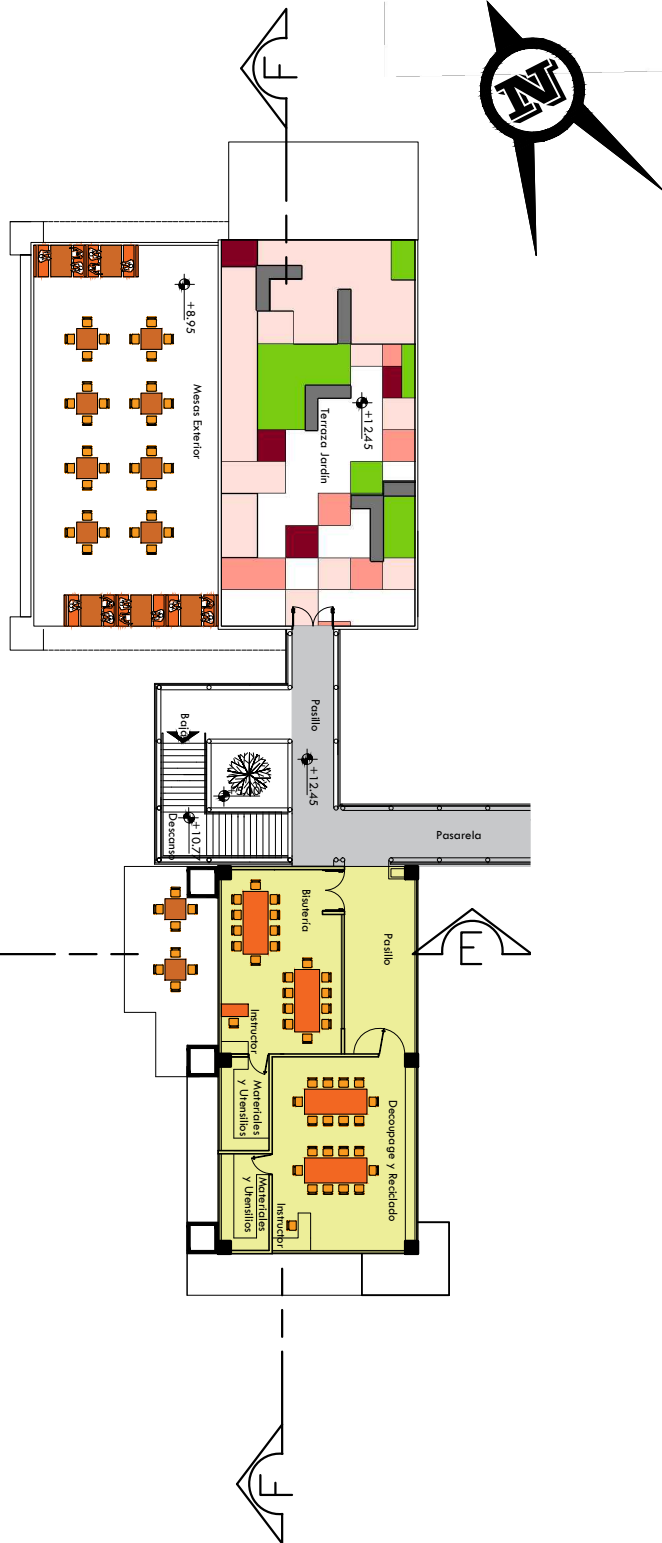 F
N
+8.95
Mesas Exterior
+12.45
Terraza Jardín
Pasillo
Baja
+12.45
+10.77
Descanso
Pasarela
Bisutería
Pasillo
E
Instructor
Materiales
y Utensilios
Decoupage y Reciclado
Materiales
y Utensilios
Instructor
F